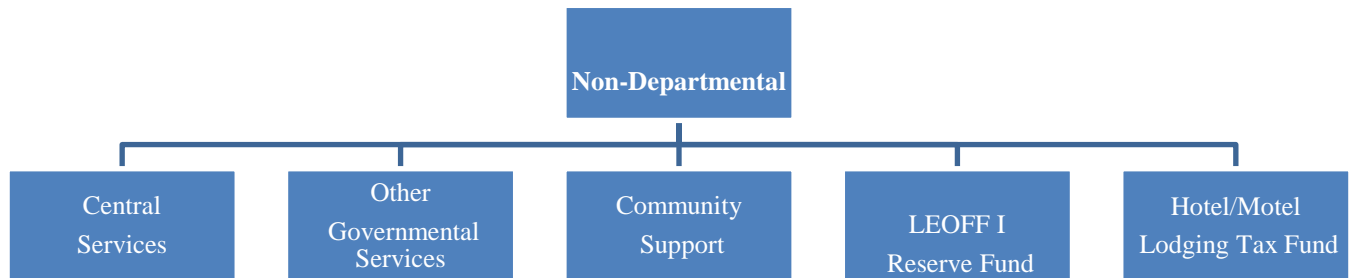 Non-Departmental
Central
Services
Other
Governmental
Services
Community
Support
LEOFF I
Reserve Fund
Hotel/Motel
Lodging Tax Fund